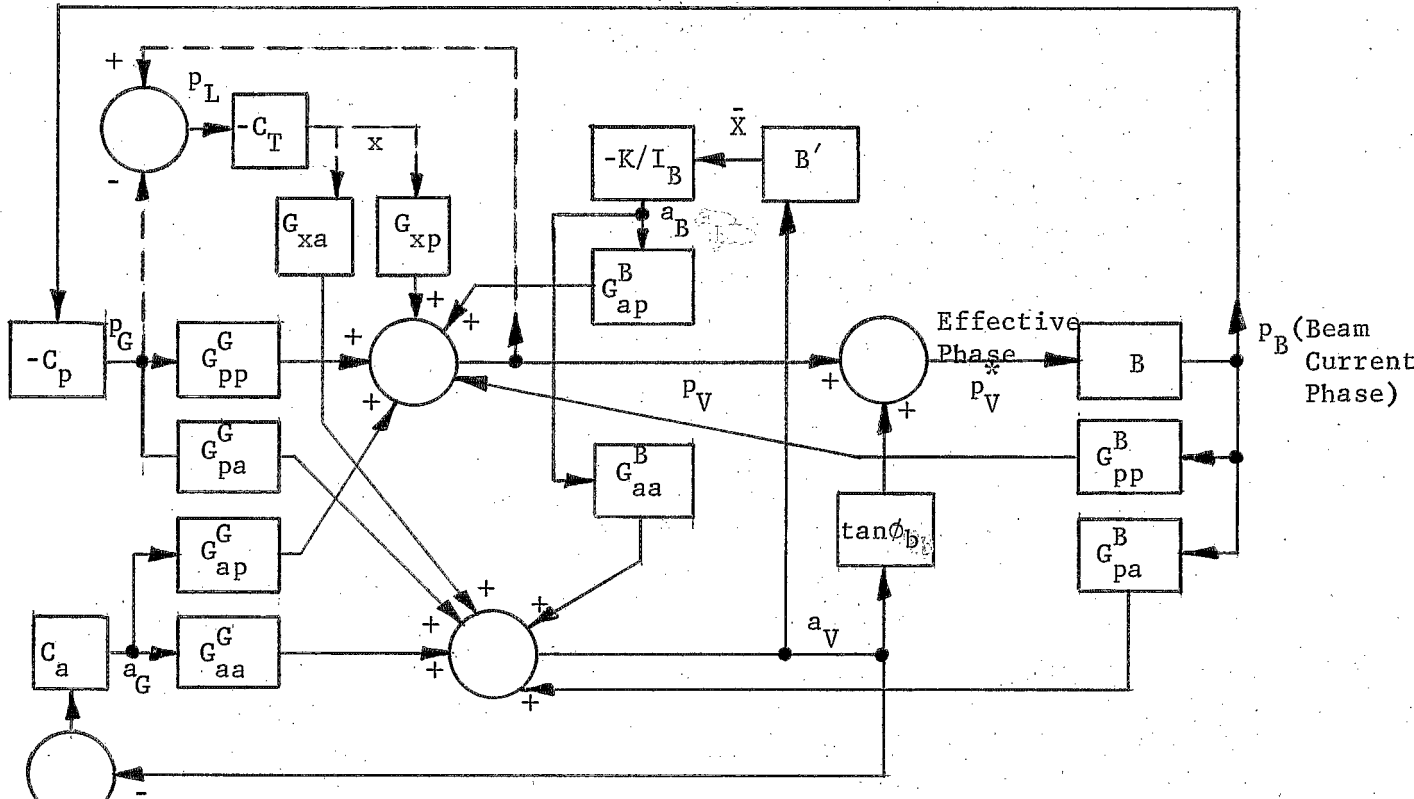 +
p_L
-C_T
x
-
G_xa
G_xp
X̄
-K/I_B
B′
a_B
G^B_ap
+
+
+
+
+
-C_p
p_G
G^G_pp
p_V
Effective
Phase
p*_V
B
p_B (Beam
Current
Phase)
+
+
G^G_pa
G^B_aa
G^B_pp
G^G_ap
tanø_b
G^B_pa
+
+
+
+
+
C_a
a_G
G^G_aa
a_V
-